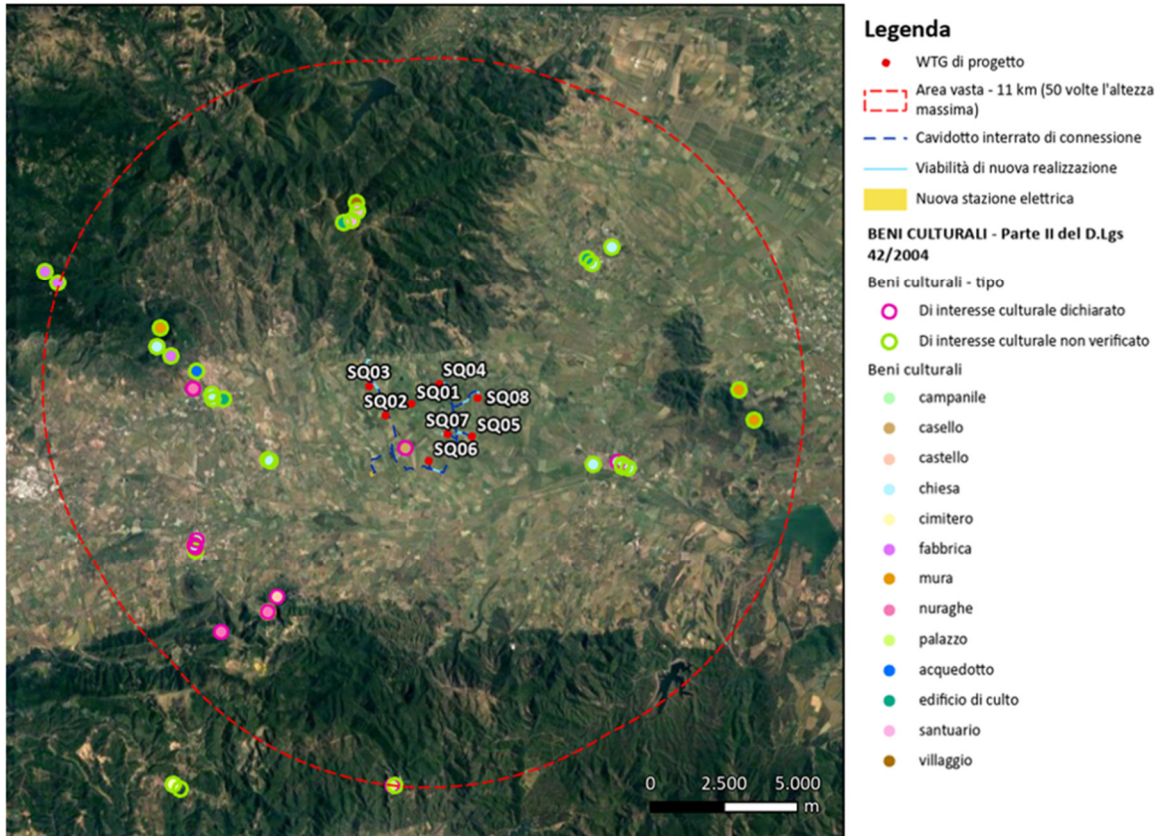 Legenda
WTG di progetto
Area vasta - 11 km (50 volte l'altezza
massima)
Cavidotto interrato di connessione
Viabilità di nuova realizzazione
Nuova stazione elettrica
BENI CULTURALI - Parte II del D.Lgs
42/2004
Beni culturali - tipo
Di interesse culturale dichiarato
Di interesse culturale non verificato
Beni culturali
campanile
casello
castello
chiesa
cimitero
fabbrica
mura
nuraghe
palazzo
acquedotto
edificio di culto
santuario
villaggio
SQ03
SQ04
SQ01
SQ08
SQ02
SQ07
SQ05
SQ06
0 2.500 5.000
m